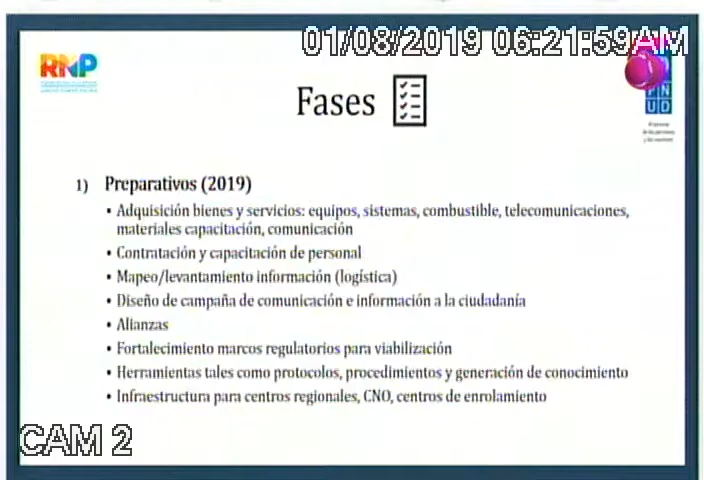 01/08/2019 06:21:59AM
RNP
Fases
PN
UD
1) Preparativos (2019)
• Adquisición bienes y servicios: equipos, sistemas, combustible, telecomunicaciones,
materiales capacitación, comunicación
• Contratación y capacitación de personal
• Mapeo/levantamiento información (logística)
• Diseño de campaña de comunicación e información a la ciudadanía
• Alianzas
• Fortalecimiento marcos regulatorios para viabilización
• Herramientas tales como protocolos, procedimientos y generación de conocimiento
• Infraestructura para centros regionales, CNO, centros de enrolamiento
CAM 2